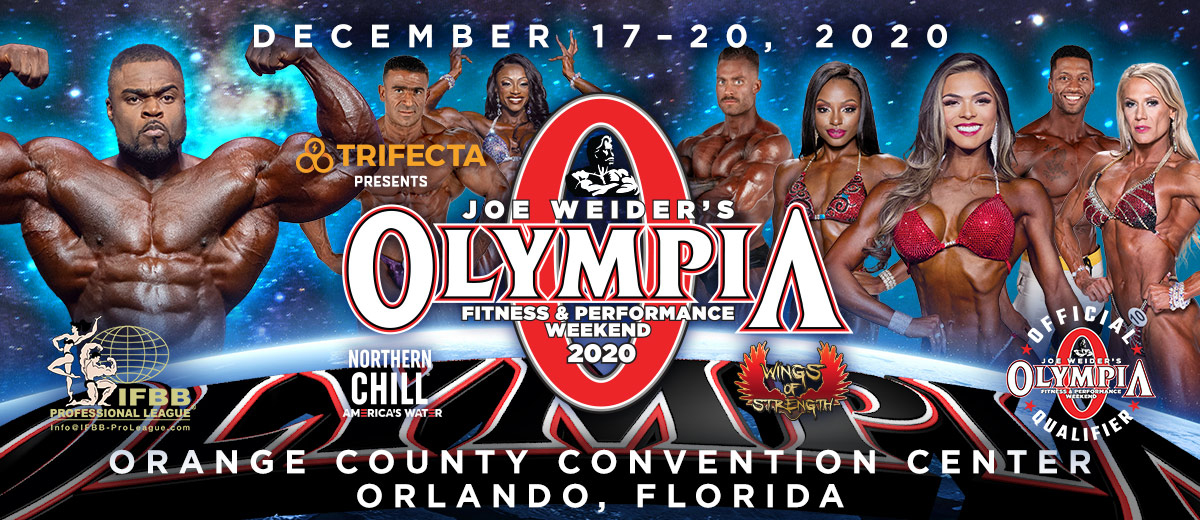 DECEMBER 17-20, 2020
TRIFECTA
PRESENTS
JOE WEIDER'S
OLYMPIA
FITNESS & PERFORMANCE
WEEKEND
2020
IFBB
PROFESSIONAL LEAGUE
Info@IFBB-ProLeague.com
NORTHERN
CHILL
AMERICA'S WATER
WINGS
OF
STRENGTH
OFFICIAL
10
JOE WEIDER'S
OLYMPIA
FITNESS & PERFORMANCE
WEEKEND
QUALIFIER
OLYMPIA
ORANGE COUNTY CONVENTION CENTER
ORLANDO, FLORIDA